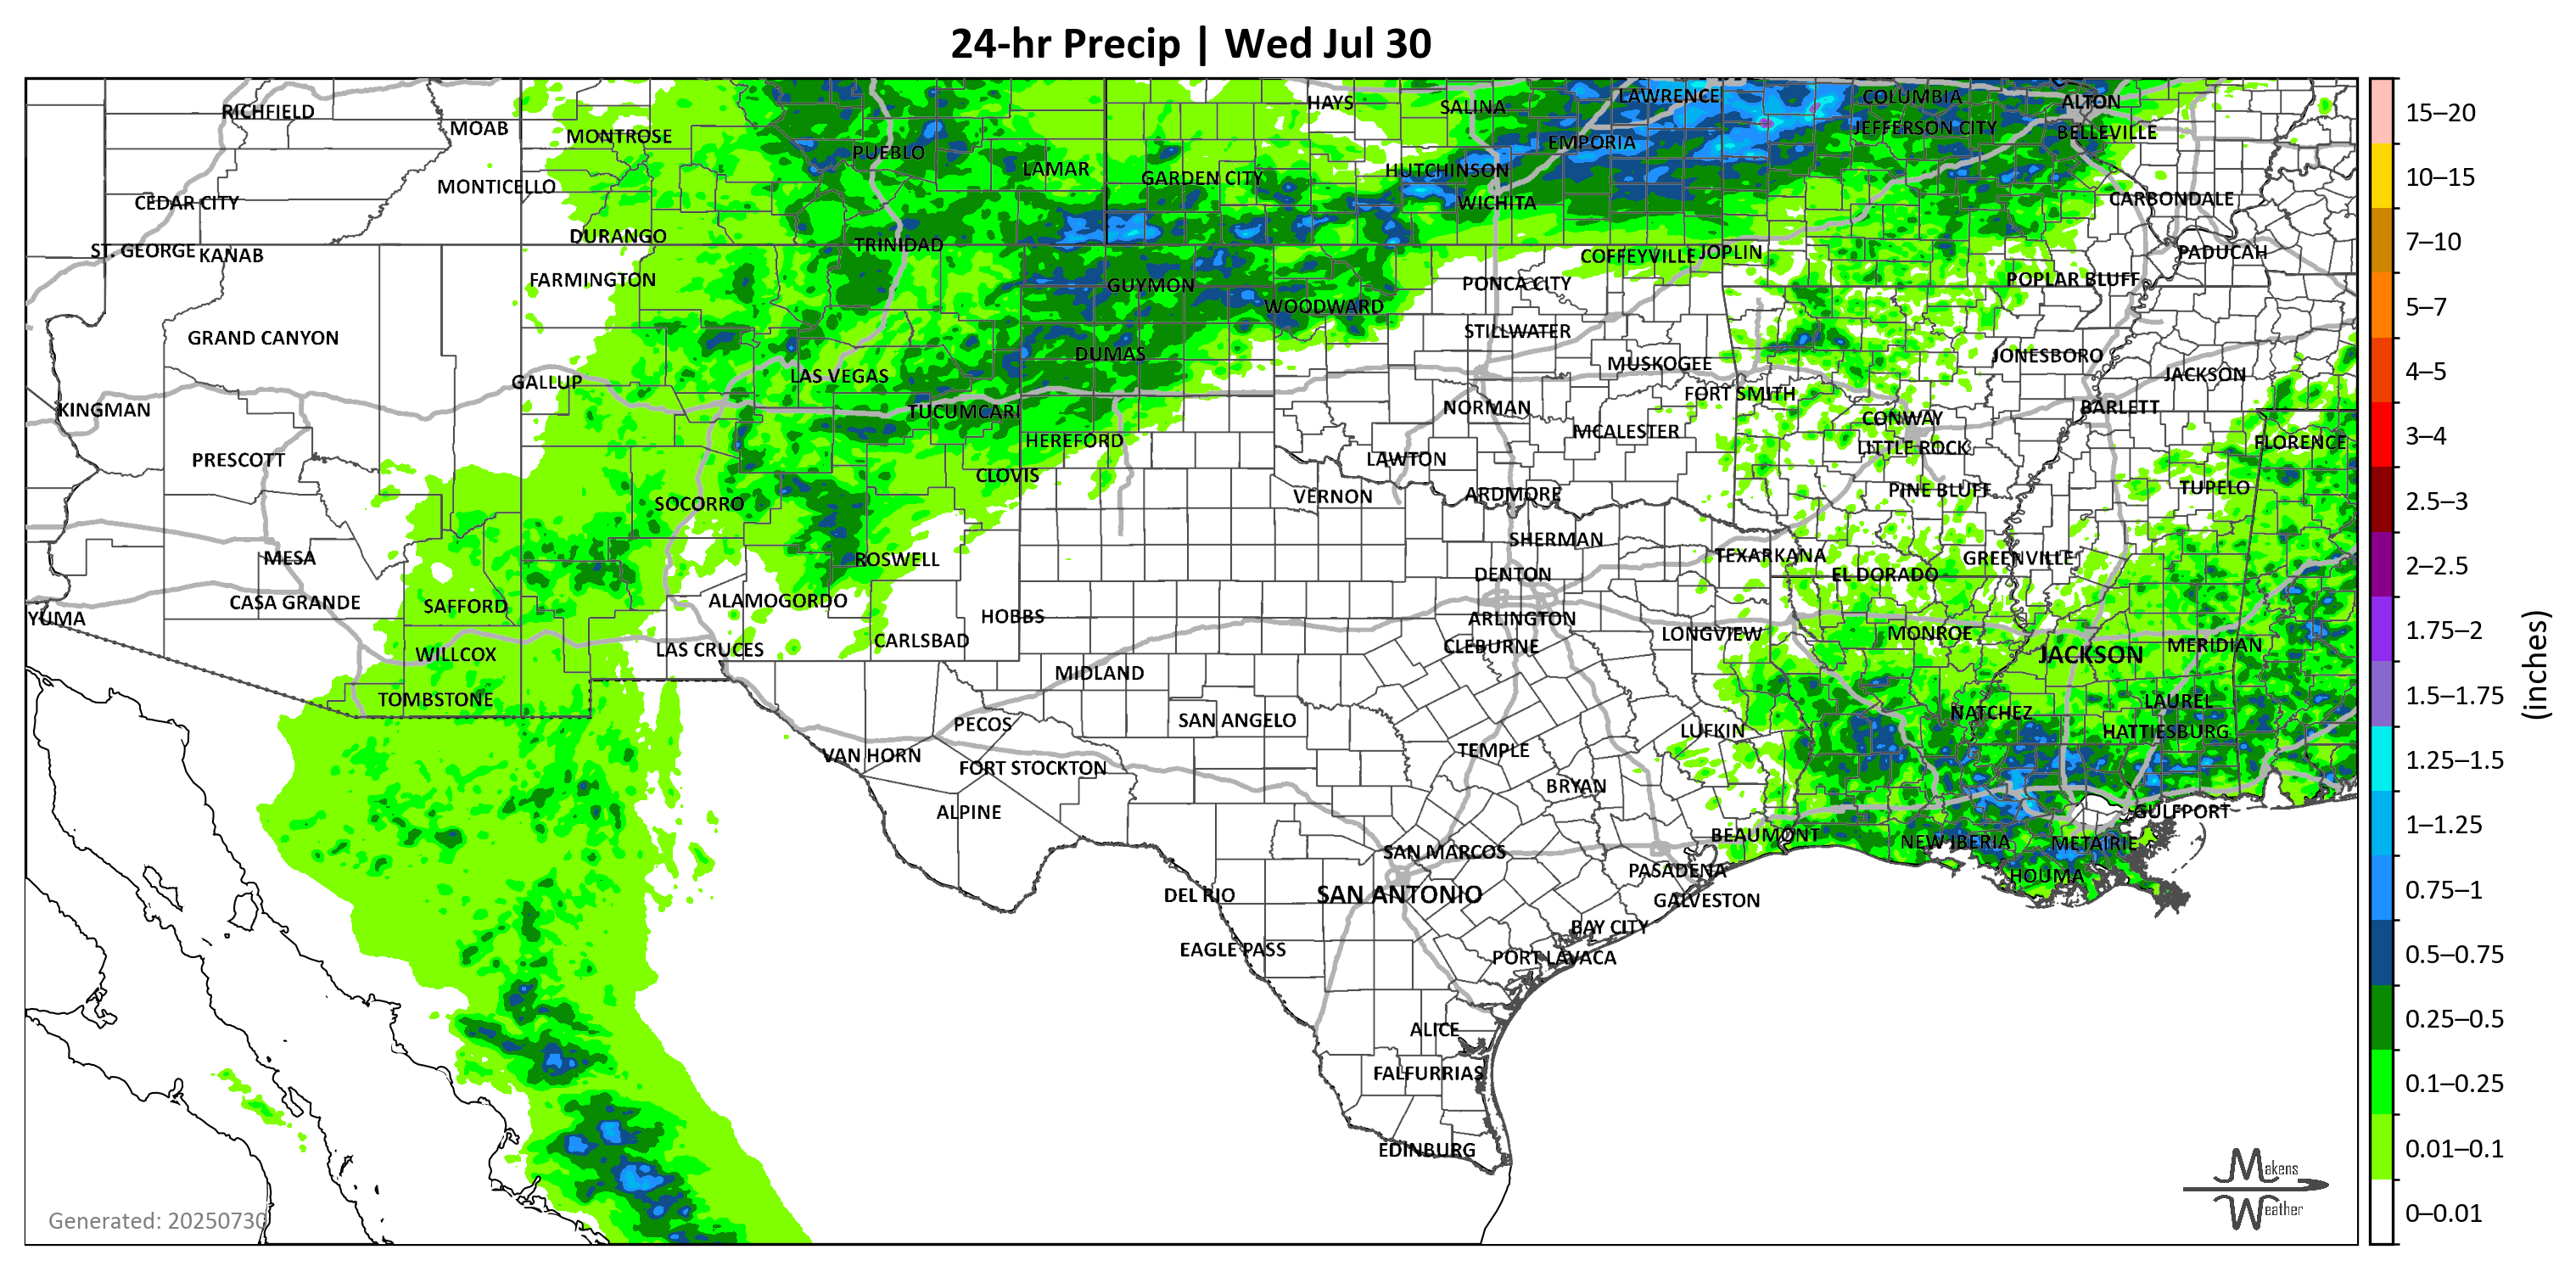 24-hr Precip | Wed Jul 30
RICHFIELD
MOAB
MONTROSE
PUEBLO
LAMAR
GARDEN CITY
HAYS
SALINA
HUTCHINSON
WICHITA
EMPORIA
LAWRENCE
COLUMBIA
JEFFERSON CITY
ALTON
BELLEVILLE
CARBONDALE
MONTICELLO
CEDAR CITY
ST. GEORGE
KANAB
DURANGO
TRINIDAD
COFFEYVILLE
JOPLIN
PADUCAH
FARMINGTON
GUYMON
WOODWARD
PONCA CITY
POPLAR BLUFF
GRAND CANYON
STILLWATER
DUMAS
MUSKOGEE
JONESBORO
JACKSON
GALLUP
LAS VEGAS
FORT SMITH
KINGMAN
TUCUMCARI
NORMAN
CONWAY
BARLETT
HEREFORD
MCALESTER
LITTLE ROCK
FLORENCE
PRESCOTT
CLOVIS
LAWTON
SOCORRO
VERNON
ARDMORE
PINE BLUFF
TUPELO
MESA
ROSWELL
SHERMAN
TEXARKANA
GREENVILLE
DENTON
EL DORADO
YUMA
CASA GRANDE
SAFFORD
ALAMOGORDO
HOBBS
ARLINGTON
CLEBURNE
LONGVIEW
MONROE
JACKSON
MERIDIAN
WILLCOX
LAS CRUCES
CARLSBAD
MIDLAND
TOMBSTONE
PECOS
SAN ANGELO
NATCHEZ
LAUREL
HATTIESBURG
LUFKIN
VAN HORN
FORT STOCKTON
TEMPLE
BRYAN
ALPINE
GULFPORT
SAN MARCOS
BEAUMONT
NEW IBERIA
METAIRIE
PASADENA
HOUMA
DEL RIO
SAN ANTONIO
GALVESTON
EAGLE PASS
BAY CITY
PORT LAVACA
ALICE
FALFURRIAS
EDINBURG
Generated: 20250730
Makens
Weather
15–20
10–15
7–10
5–7
4–5
3–4
2.5–3
2–2.5
1.75–2
1.5–1.75
1.25–1.5
1–1.25
0.75–1
0.5–0.75
0.25–0.5
0.1–0.25
0.01–0.1
0–0.01
(inches)